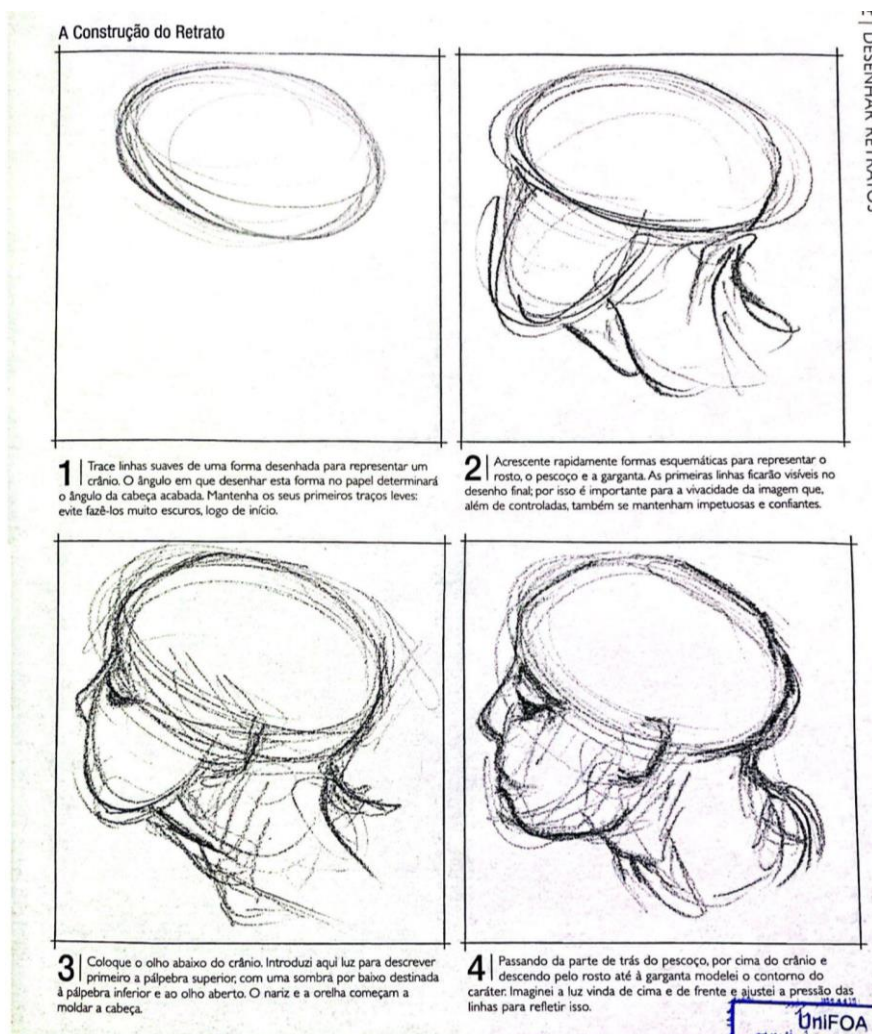 A Construção do Retrato
DESENHAR RETRATOS
1 Trace linhas suaves de uma forma desenhada para representar um
crânio. O ângulo em que desenhar esta forma no papel determinará
o ângulo da cabeça acabada. Mantenha os seus primeiros traços leves:
evite fazê-los muito escuros, logo de início.
2 Acrescente rapidamente formas esquemáticas para representar o
rosto, o pescoço e a garganta. As primeiras linhas ficarão visíveis no
desenho final; por isso é importante para a vivacidade da imagem que,
além de controladas, também se mantenham impetuosas e confiantes.
3 Coloque o olho abaixo do crânio. Introduzi aqui luz para descrever
primeiro a pálpebra superior, com uma sombra por baixo destinada
à pálpebra inferior e ao olho aberto. O nariz e a orelha começam a
moldar a cabeça.
4 Passando da parte de trás do pescoço, por cima do crânio e
descendo pelo rosto até à garganta modelei o contorno do
caráter. Imaginei a luz vinda de cima e de frente e ajustei a pressão das
linhas para refletir isso.
UniFOA